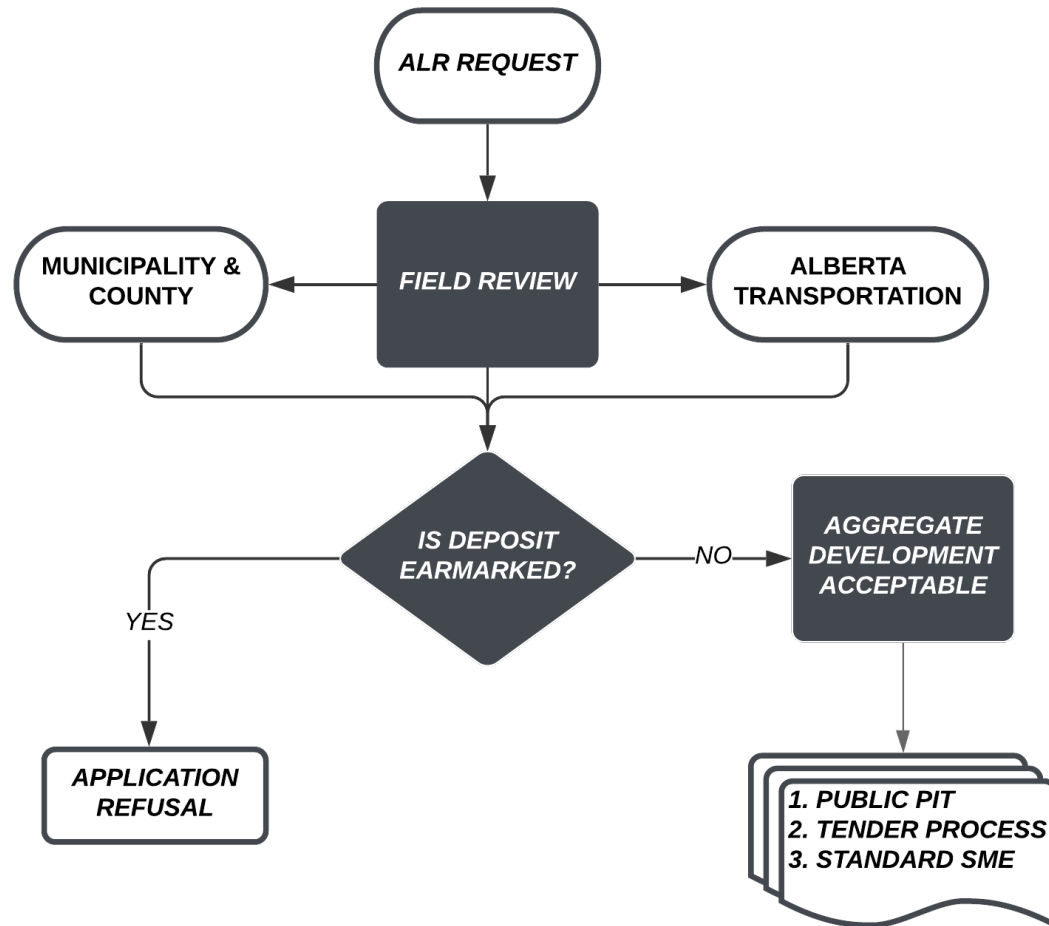 ALR REQUEST
FIELD REVIEW
MUNICIPALITY &
COUNTY
ALBERTA
TRANSPORTATION
IS DEPOSIT
EARMARKED?
NO
AGGREGATE
DEVELOPMENT
ACCEPTABLE
YES
APPLICATION
REFUSAL
1. PUBLIC PIT
2. TENDER PROCESS
3. STANDARD SME